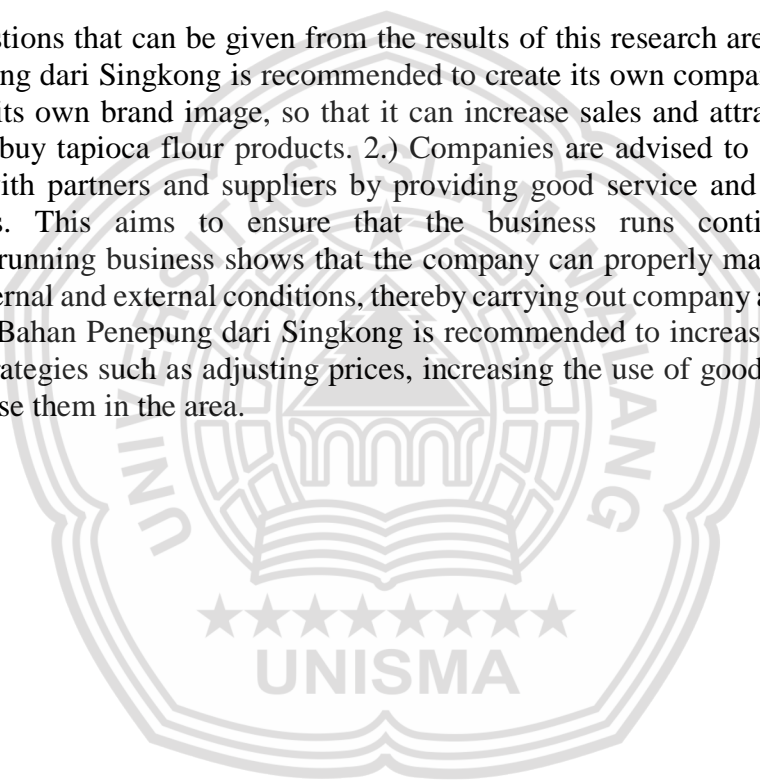 stions that can be given from the results of this research are
ng dari Singkong is recommended to create its own compa
its own brand image, so that it can increase sales and attra
buy tapioca flour products. 2.) Companies are advised to
ith partners and suppliers by providing good service and
s. This aims to ensure that the business runs conti
running business shows that the company can properly ma
ernal and external conditions, thereby carrying out company a
Bahan Penepung dari Singkong is recommended to increas
rategies such as adjusting prices, increasing the use of good
se them in the area.
UNIVERSITAS ISLAM MALANG
UNISMA